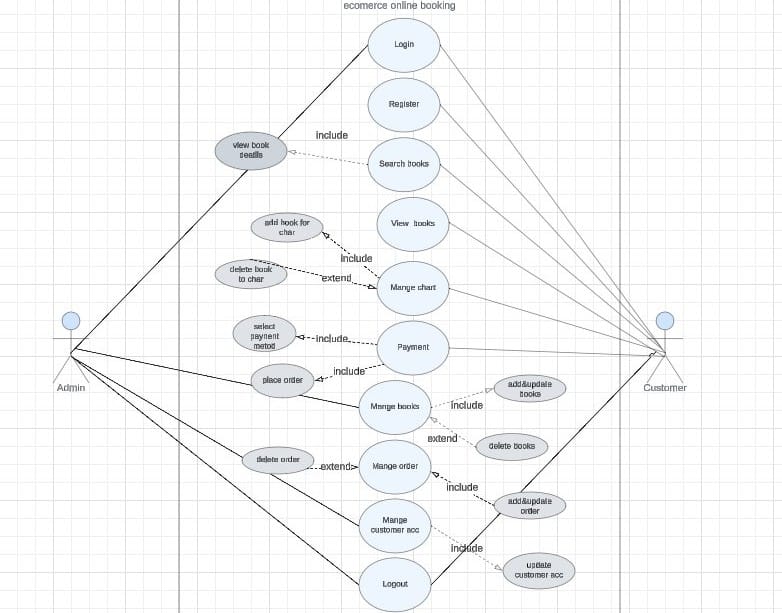 ecomerce online booking
Login
Register
include
view book
deatils
Search books
add book for
char
View books
include
delete book
to char
extend
Mange chart
select
payment
metod
include
Payment
include
place order
Admin
Customer
Mange books
include
add&update
books
extend
delete books
delete order
extend
Mange order
include
add&update
order
Mange
customer acc
include
update
customer acc
Logout